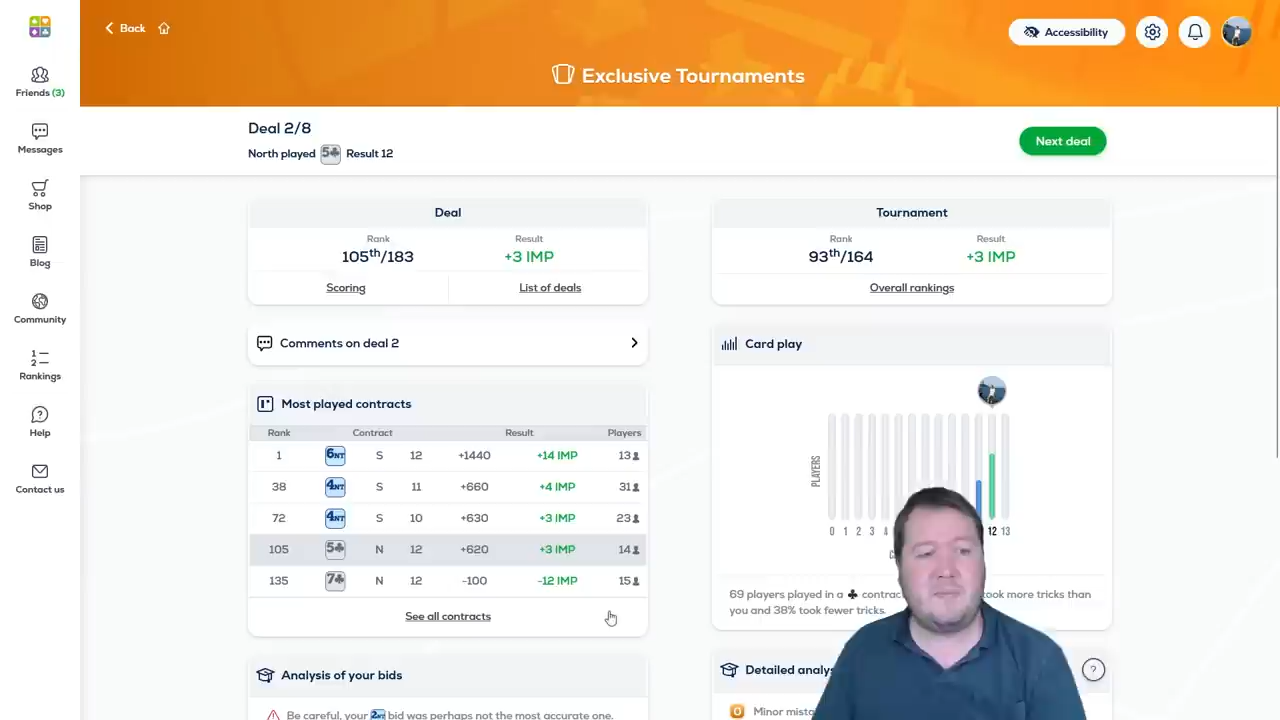 Back
Accessibility
Exclusive Tournaments
Friends (3)
Messages
Shop
Blog
Community
Rankings
Help
Contact us
Deal 2/8
North played 5♣ Result 12
Next deal
Deal
Rank
Result
105th/183
+3 IMP
Scoring
List of deals
Tournament
Rank
Result
93th/164
+3 IMP
Overall rankings
Comments on deal 2
Most played contracts
Rank Contract Result Players
1 6NT S 12 +1440 +14 IMP 13
38 4NT S 11 +660 +4 IMP 31
72 4NT S 10 +630 +3 IMP 23
105 5♣ N 12 +620 +3 IMP 14
135 7♣ N 12 -100 -12 IMP 15
See all contracts
Card play
PLAYERS
0 1 2 3 4 12 13
69 players played in a ♣ took more tricks than
you and 38% took fewer tricks.
Analysis of your bids
Be careful, your 2NT bid was perhaps not the most accurate one.
Detailed
?
Minor